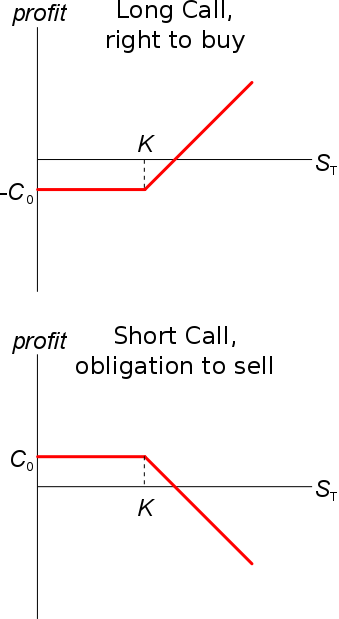 profit
Long Call,
right to buy
K
S_T
-C_0
profit
Short Call,
obligation to sell
C_0
S_T
K